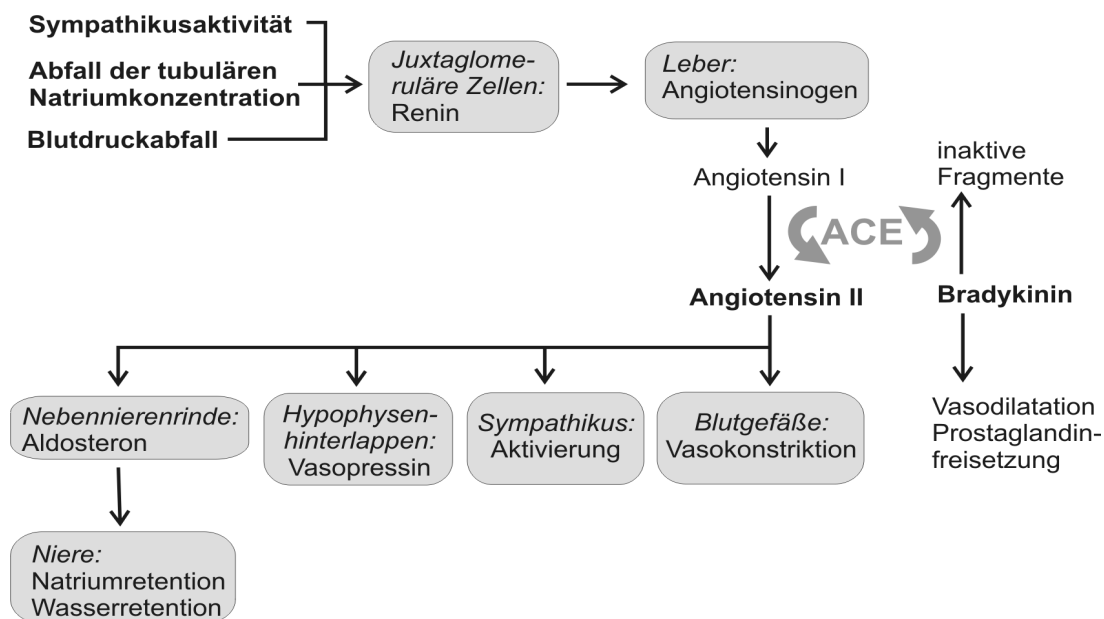 Sympathikusaktivität
Abfall der tubulären
Natriumkonzentration
Blutdruckabfall
Juxtaglome-
ruläre Zellen:
Renin
Leber:
Angiotensinogen
Angiotensin I
inaktive
Fragmente
ACE
Angiotensin II
Bradykinin
Nebennierenrinde:
Aldosteron
Hypophysen-
hinterlappen:
Vasopressin
Sympathikus:
Aktivierung
Blutgefäße:
Vasokonstriktion
Vasodilatation
Prostaglandin-
freisetzung
Niere:
Natriumretention
Wasserretention